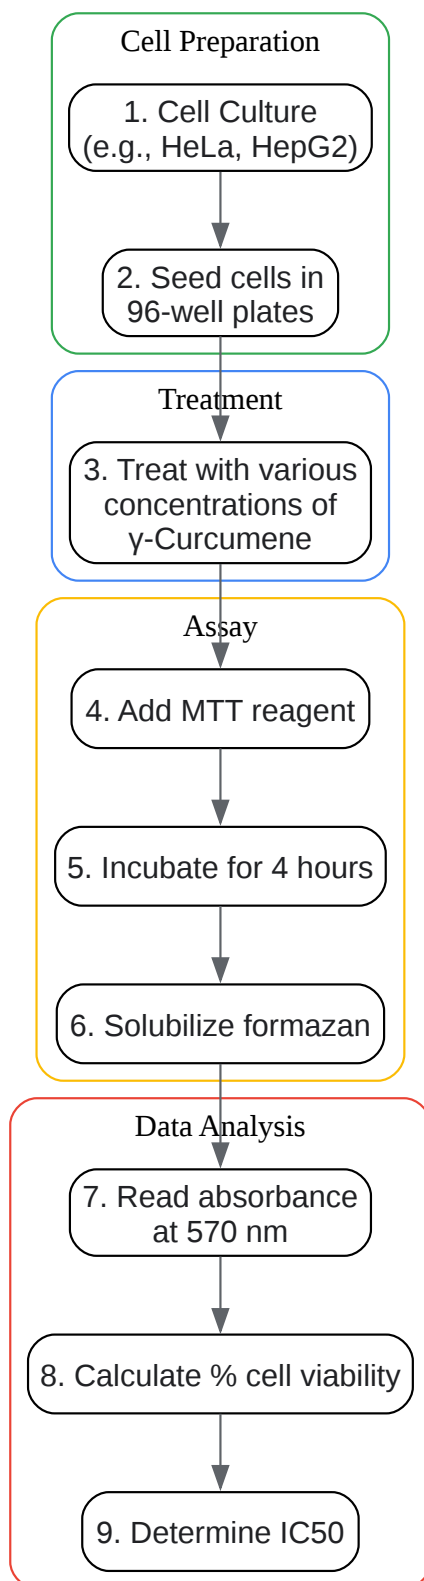 Cell Preparation
1. Cell Culture
(e.g., HeLa, HepG2)
2. Seed cells in
96-well plates
Treatment
3. Treat with various
concentrations of
γ-Curcumene
Assay
4. Add MTT reagent
5. Incubate for 4 hours
6. Solubilize formazan
Data Analysis
7. Read absorbance
at 570 nm
8. Calculate % cell viability
9. Determine IC50